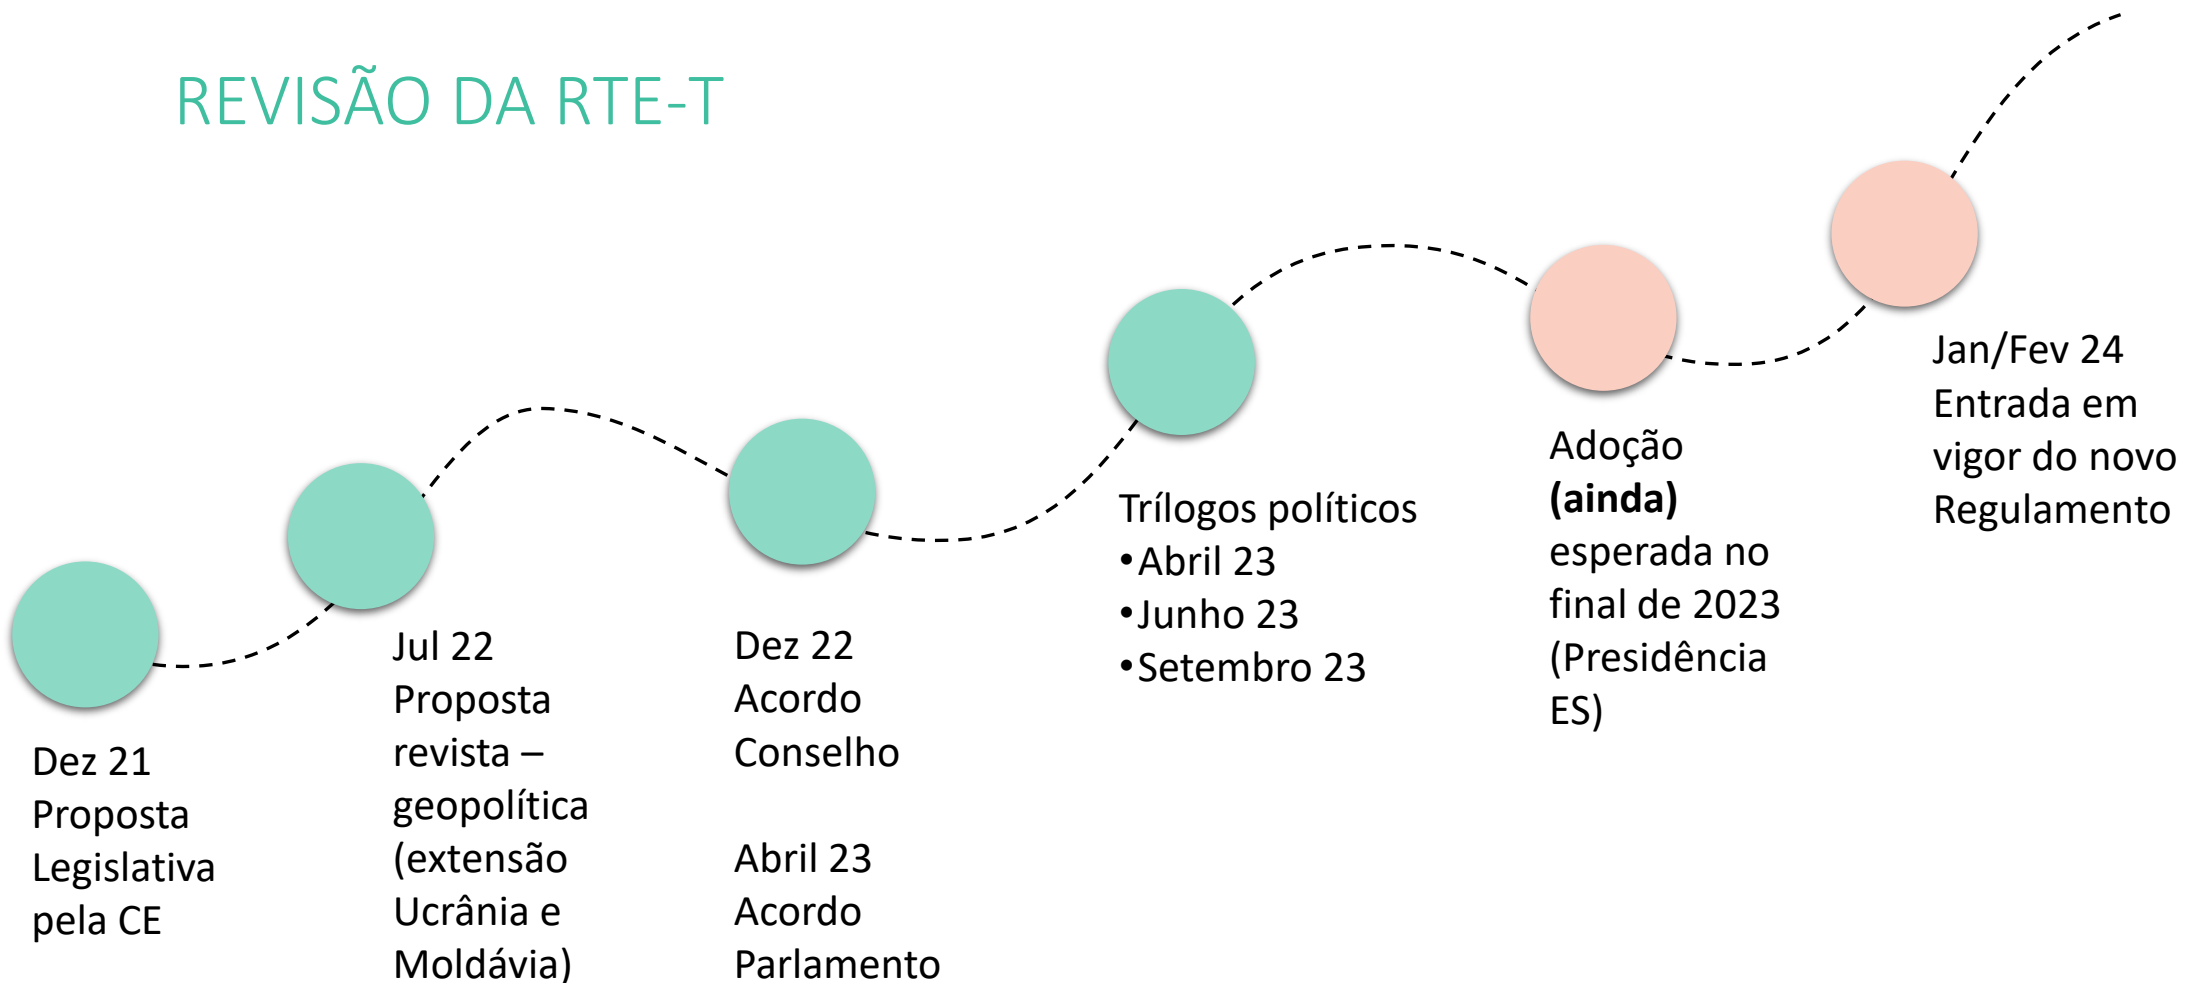 REVISÃO DA RTE-T
Dez 21
Proposta
Legislativa
pela CE
Jul 22
Proposta
revista –
geopolítica
(extensão
Ucrânia e
Moldávia)
Dez 22
Acordo
Conselho
Abril 23
Acordo
Parlamento
Trílogos políticos
•Abril 23
•Junho 23
•Setembro 23
Adoção
(ainda)
esperada no
final de 2023
(Presidência
ES)
Jan/Fev 24
Entrada em
vigor do novo
Regulamento